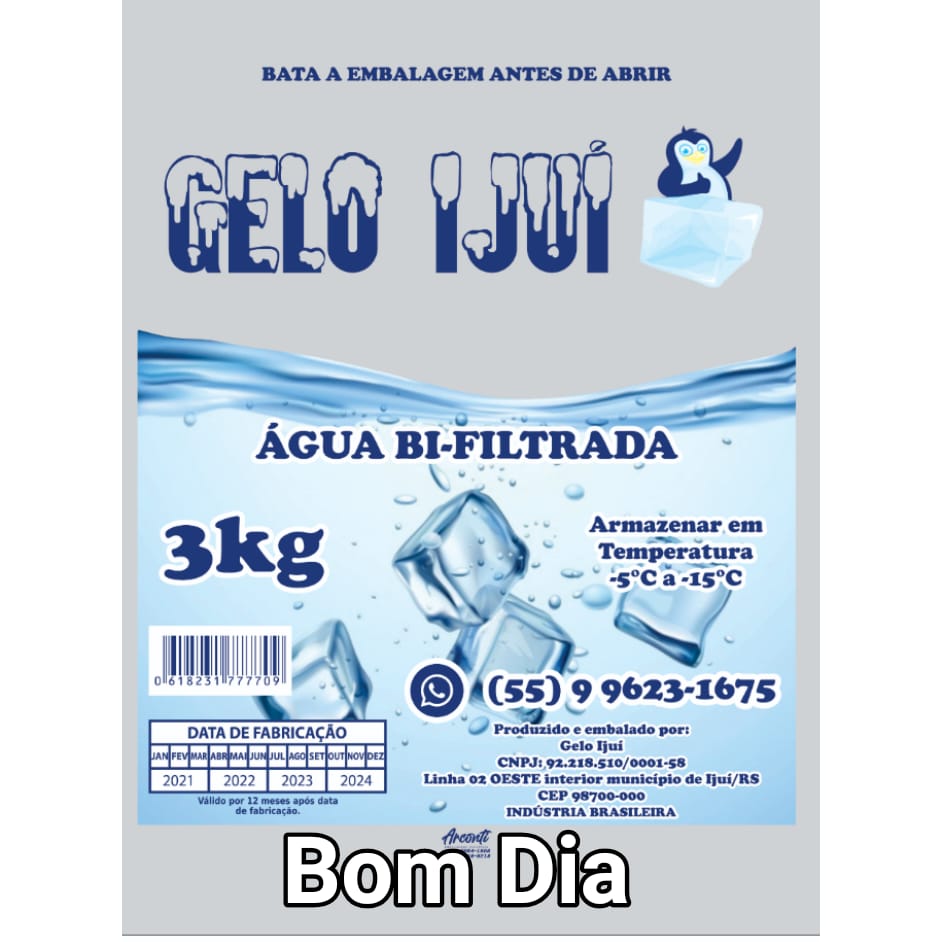 BATA A EMBALAGEM ANTES DE ABRIR
GELO IJUÍ
ÁGUA BI-FILTRADA
3kg
Armazenar em
Temperatura
-5ºC a -15ºC
0 618231 777709
(55) 9 9623-1675
DATA DE FABRICAÇÃO
JAN FEV MAR ABR MAI JUN JUL AGO SET OUT NOV DEZ
2021 2022 2023 2024
Válido por 12 meses após data
de fabricação.
Produzido e embalado por:
Gelo Ijuí
CNPJ: 92.218.510/0001-58
Linha 02 OESTE interior município de Ijuí/RS
CEP 98700-000
INDÚSTRIA BRASILEIRA
Arconti
Bom Dia